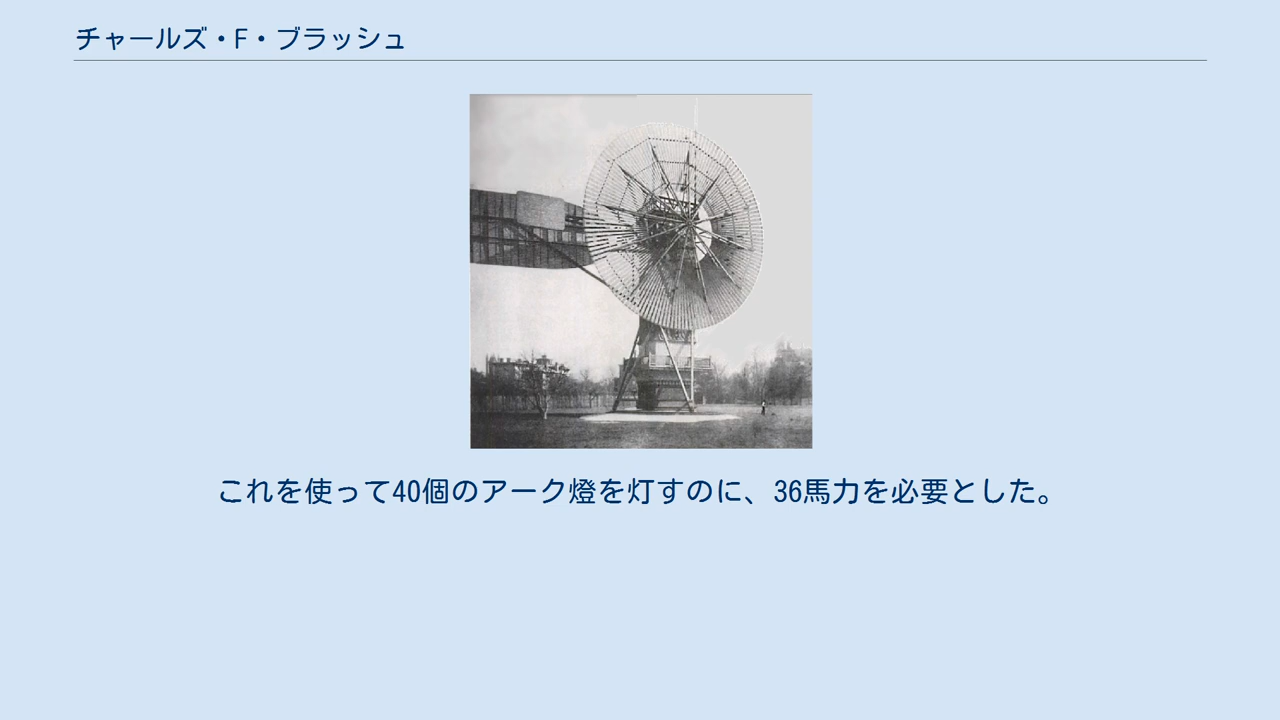 チャールズ・F・ブラッシュ
これを使って40個のアーク燈を灯すのに、36馬力を必要とした。